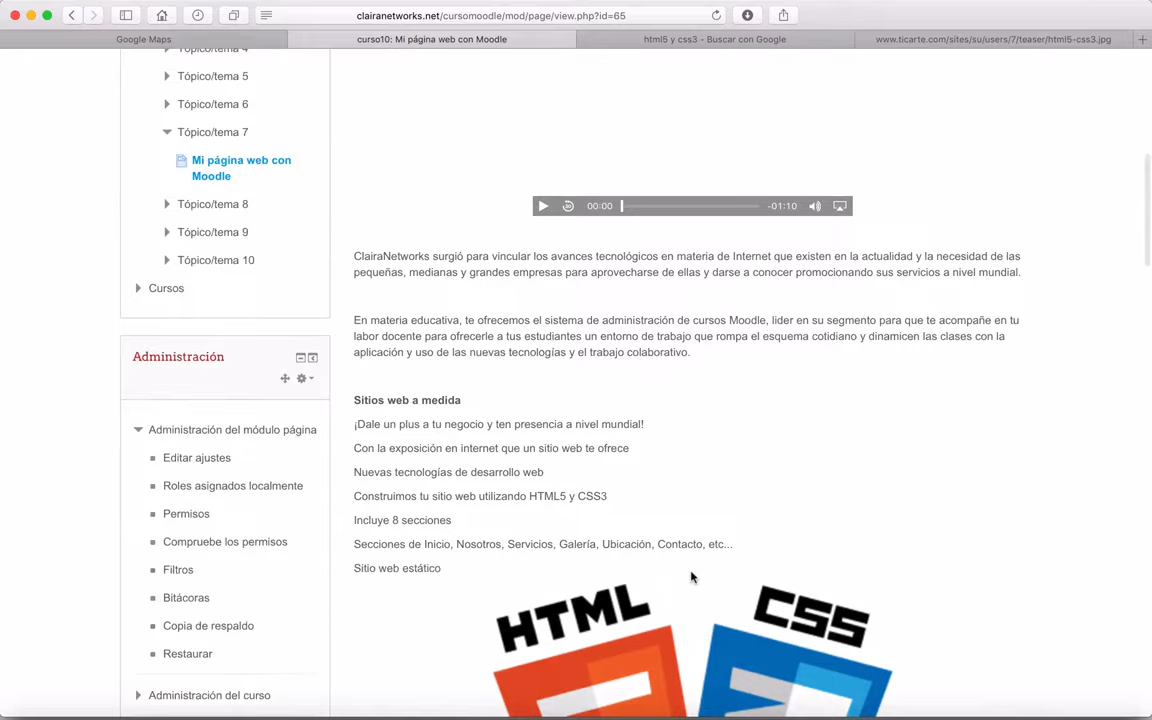 clairanetworks.net/cursomoodle/mod/page/view.php?id=65
Google Maps
curso10: Mi página web con Moodle
html5 y css3 - Buscar con Google
www.ticarte.com/sites/su/users/7/teaser/html5-css3.jpg
Tópico/tema 4
Tópico/tema 5
Tópico/tema 6
Tópico/tema 7
Mi página web con
Moodle
Tópico/tema 8
Tópico/tema 9
Tópico/tema 10
Cursos
Administración
Administración del módulo página
Editar ajustes
Roles asignados localmente
Permisos
Compruebe los permisos
Filtros
Bitácoras
Copia de respaldo
Restaurar
Administración del curso
30
00:00
-01:10
ClairaNetworks surgió para vincular los avances tecnológicos en materia de Internet que existen en la actualidad y la necesidad de las
pequeñas, medianas y grandes empresas para aprovecharse de ellas y darse a conocer promocionando sus servicios a nivel mundial.
En materia educativa, te ofrecemos el sistema de administración de cursos Moodle, lider en su segmento para que te acompañe en tu
labor docente para ofrecerle a tus estudiantes un entorno de trabajo que rompa el esquema cotidiano y dinamicen las clases con la
aplicación y uso de las nuevas tecnologías y el trabajo colaborativo.
Sitios web a medida
¡Dale un plus a tu negocio y ten presencia a nivel mundial!
Con la exposición en internet que un sitio web te ofrece
Nuevas tecnologías de desarrollo web
Construimos tu sitio web utilizando HTML5 y CSS3
Incluye 8 secciones
Secciones de Inicio, Nosotros, Servicios, Galería, Ubicación, Contacto, etc...
Sitio web estático
HTML
CSS